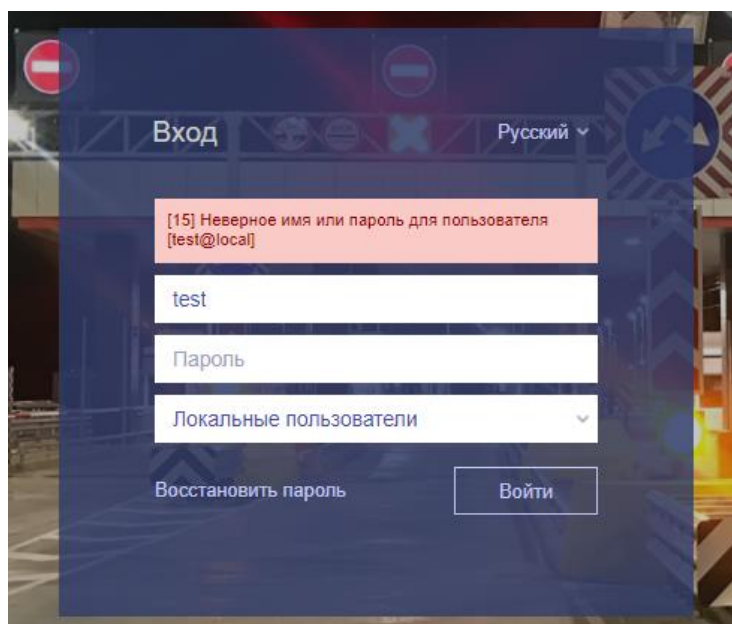 Вход
Русский
[15] Неверное имя или пароль для пользователя
[test@local]
test
Пароль
Локальные пользователи
Восстановить пароль
Войти